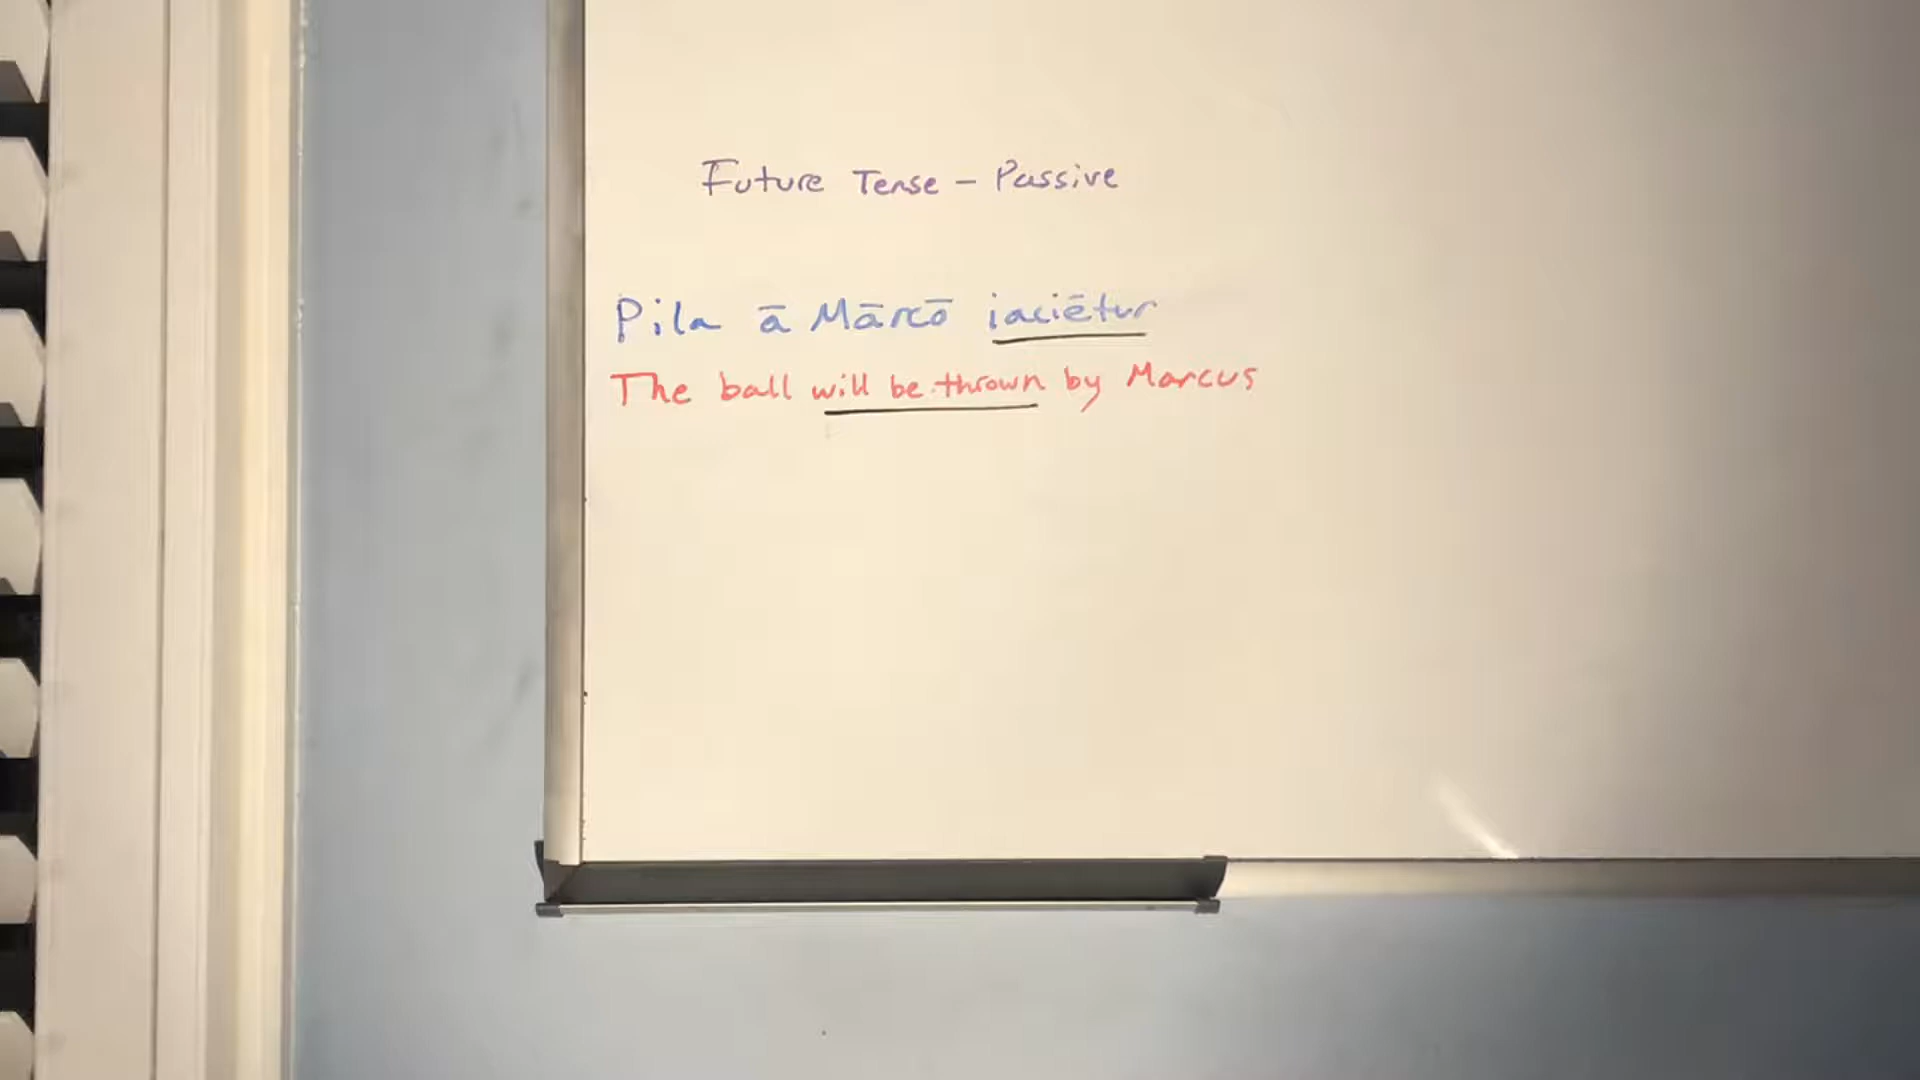 Future Tense - Passive
Pila ā Mārcō iaciētur
The ball will be thrown by Marcus